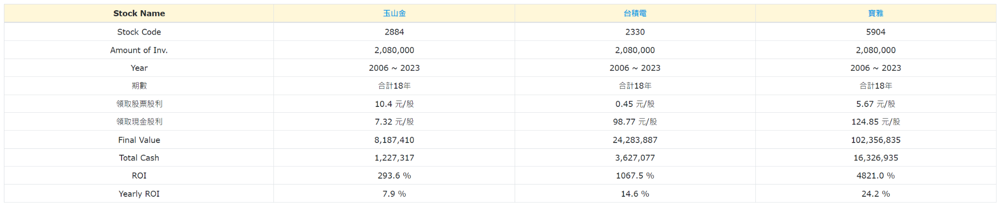 Stock Name 玉山金 台積電 寶雅
Stock Code 2884 2330 5904
Amount of Inv. 2,080,000 2,080,000 2,080,000
Year 2006 ~ 2023 2006 ~ 2023 2006 ~ 2023
期數 合計18年 合計18年 合計18年
領取股票股利 10.4 元/股 0.45 元/股 5.67 元/股
領取現金股利 7.32 元/股 98.77 元/股 124.85 元/股
Final Value 8,187,410 24,283,887 102,356,835
Total Cash 1,227,317 3,627,077 16,326,935
ROI 293.6 % 1067.5 % 4821.0 %
Yearly ROI 7.9 % 14.6 % 24.2 %